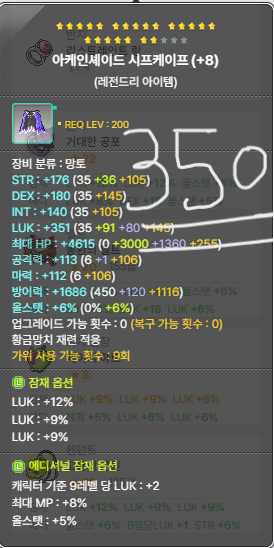 아케인셰이드 시프케이프 (+8)
(레전드리 아이템)
REQ LEV : 200
거대한 공포
350
장비 분류 : 망토
STR : +176 (35 +36 +105)
DEX : +180 (35 +145)
INT : +140 (35 +105)
LUK : +351 (35 +91 +80 +145)
최대 HP : +4615 (0 +3000 +1360 +255)
공격력 : +113 (6 +1 +106)
마력 : +112 (6 +106)
방어력 : +1686 (450 +120 +1116)
올스탯 : +6% (0% +6%)
업그레이드 가능 횟수 : 0 (복구 가능 횟수 : 0)
황금망치 재련 적용
가위 사용 가능 횟수 : 9회
잠재 옵션
LUK : +12%
LUK : +9%
LUK : +9%
에디셔널 잠재 옵션
캐릭터 기준 9레벨 당 LUK : +2
최대 MP : +8%
올스탯 : +5%